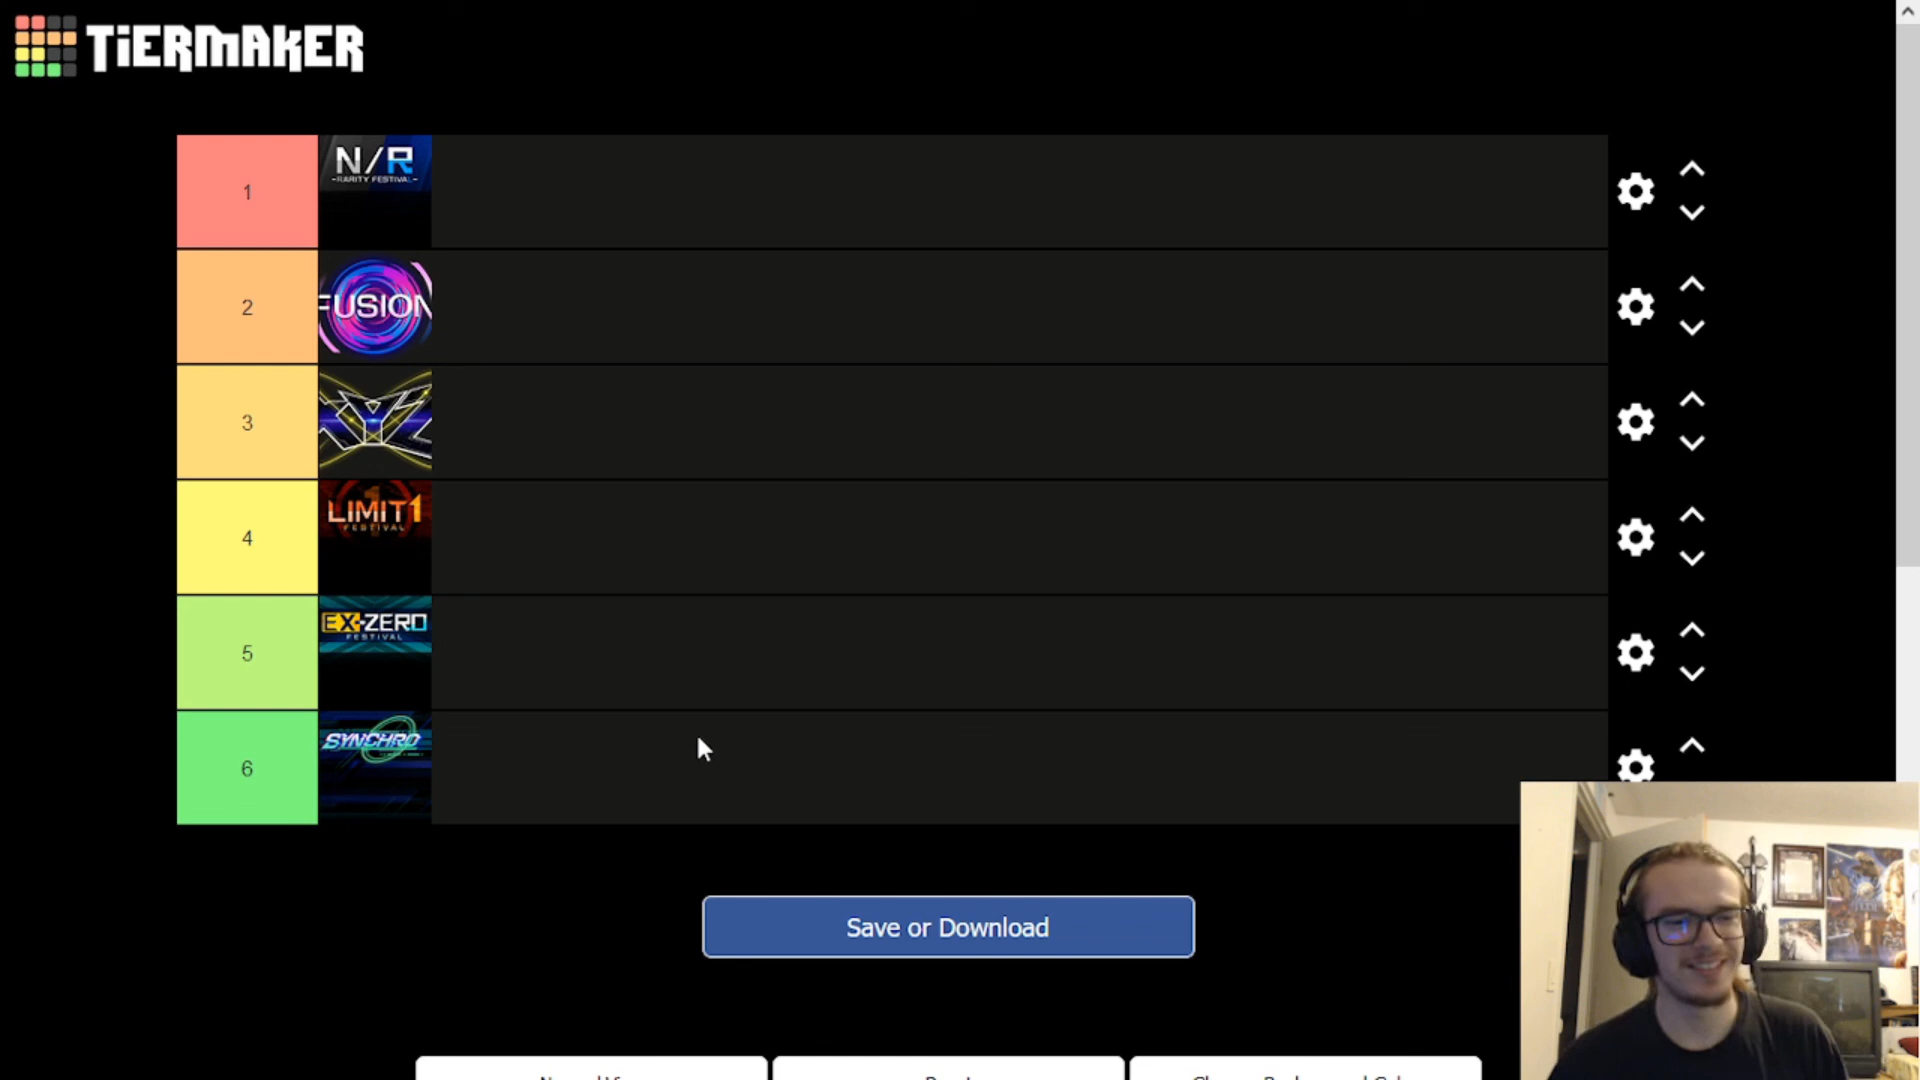 TiERMAKER
1
N/R
-RARITY FESTIVAL-
2
FUSION
3
XYZ
4
LIMIT1
FESTIVAL
5
EX-ZERO
FESTIVAL
6
SYNCHRO
Save or Download